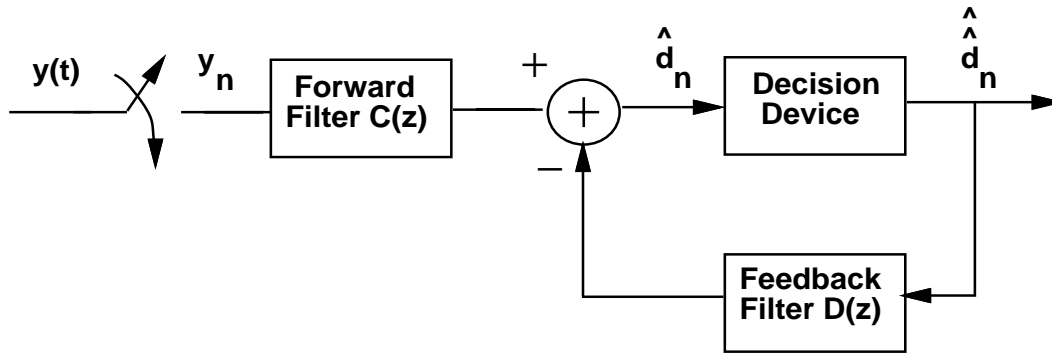 y(t)
y n
Forward
Filter C(z)
+
+
−
^
d n
Decision
Device
^
^
d n
Feedback
Filter D(z)